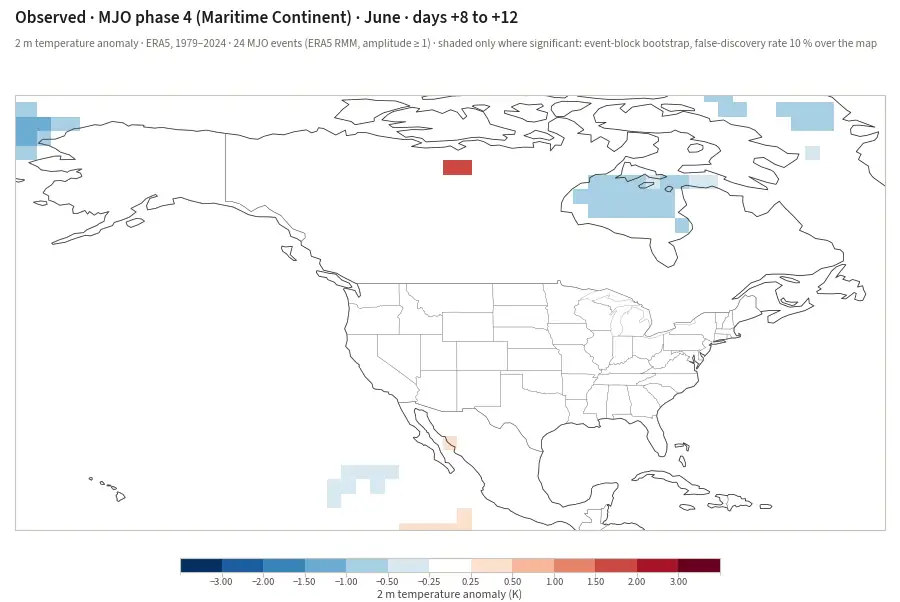 Observed · MJO phase 4 (Maritime Continent) · June · days +8 to +12
2 m temperature anomaly · ERA5, 1979–2024 · 24 MJO events (ERA5 RMM, amplitude ≥ 1) · shaded only where significant: event-block bootstrap, false-discovery rate 10 % over the map
−3.00 −2.00 −1.50 −1.00 −0.50 −0.25 0.25 0.50 1.00 1.50 2.00 3.00
2 m temperature anomaly (K)